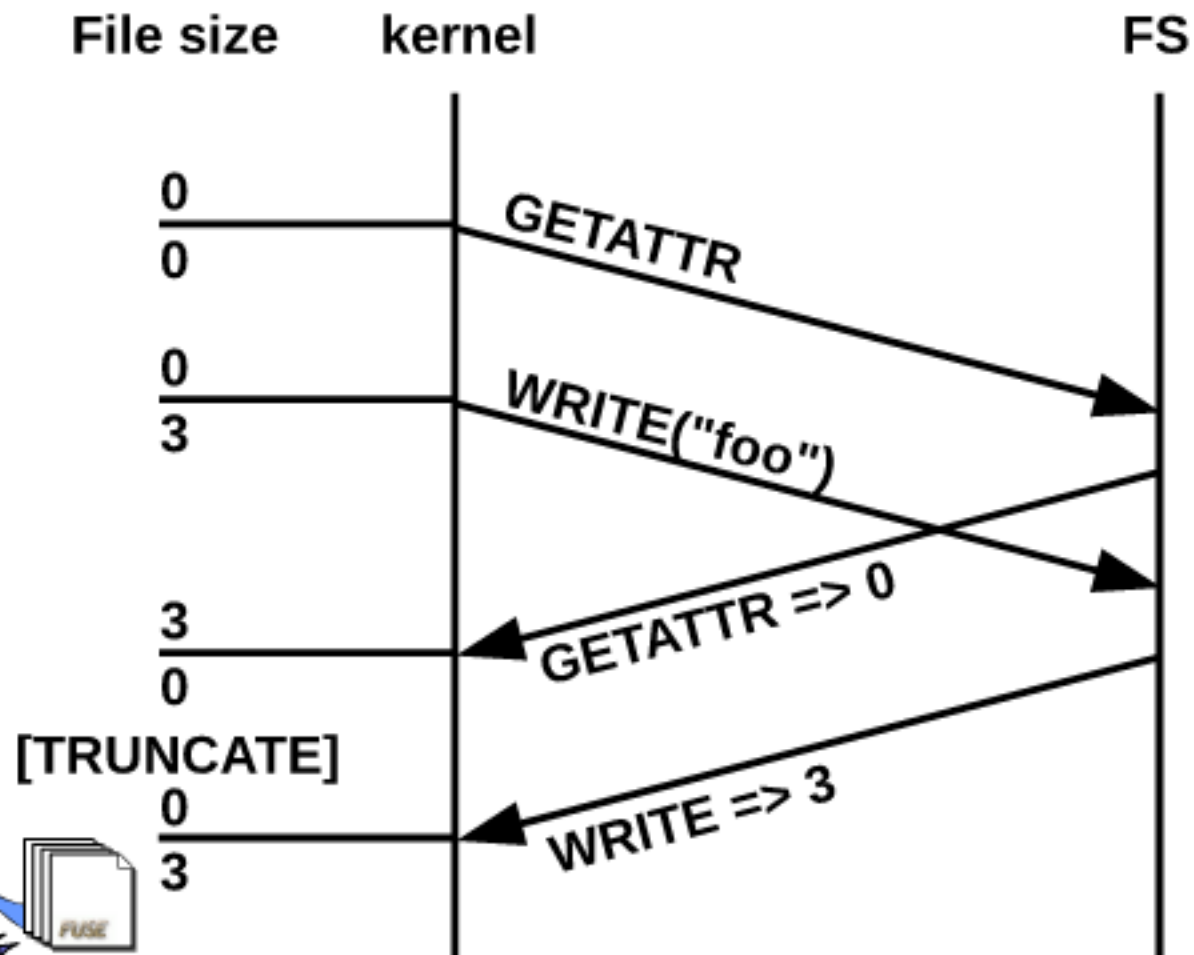 File size kernel FS
0
GETATTR
0
0
WRITE("foo")
3
GETATTR => 0
3
0
[TRUNCATE]
WRITE => 3
0
3
FUSE